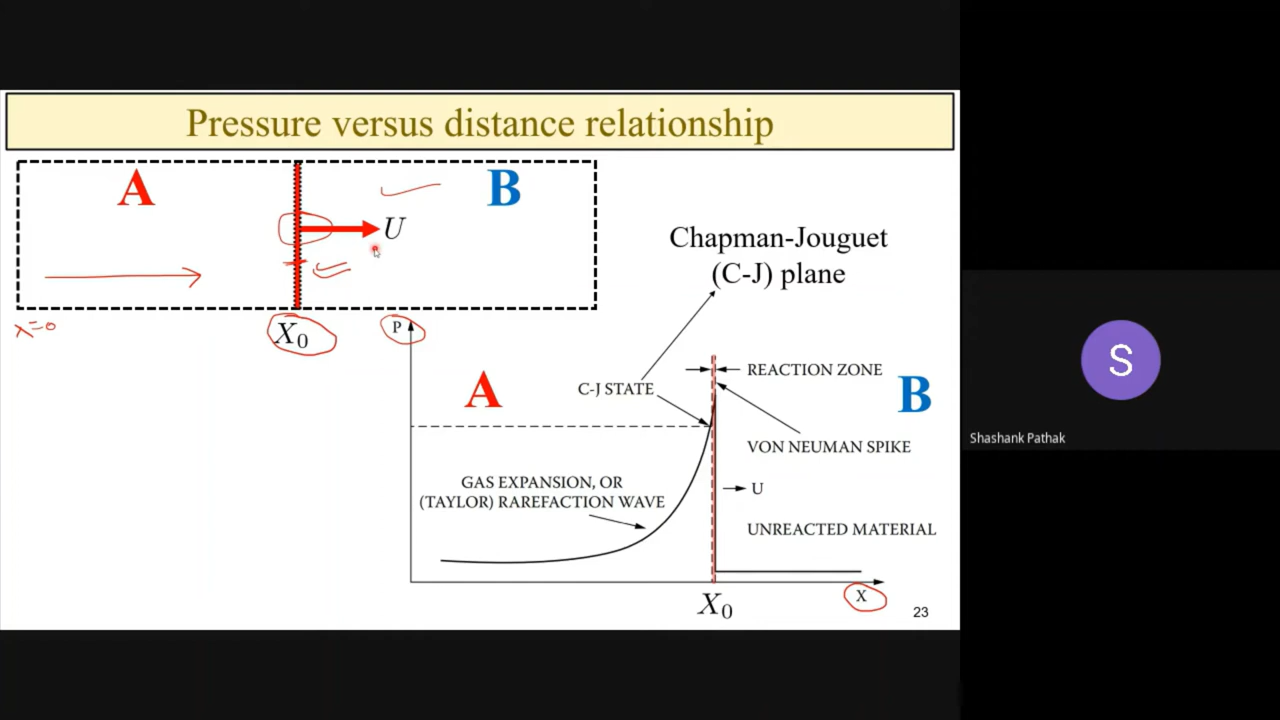 Pressure versus distance relationship
A
B
U
x=0
X₀
Chapman-Jouguet
(C-J) plane
P
A
C-J STATE
REACTION ZONE
B
VON NEUMAN SPIKE
GAS EXPANSION, OR
(TAYLOR) RAREFACTION WAVE
U
UNREACTED MATERIAL
X
X₀
23
S
Shashank Pathak